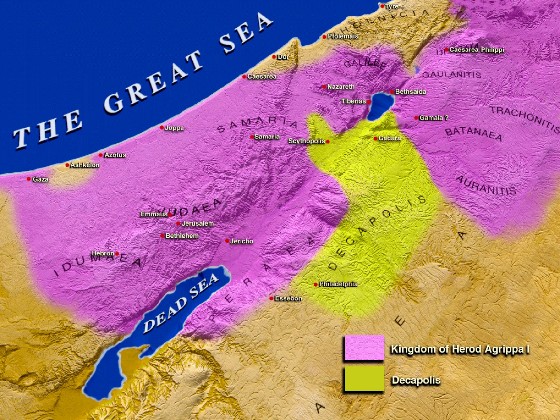 THE GREAT SEA
Tyre
PHOENICIA
Ptolemais
Dor
Caesarea Philippi
GALILEE
GAULANITIS
Caesarea
Nazareth
Bethsaida
Tiberias
TRACHONITIS
Gamala?
BATANAEA
Joppa
SAMARIA
Samaria
Scythopolis
Gadara
Azotus
Ashkelon
Gaza
AURANITIS
DECAPOLIS
Emmaus
JUDAEA
Jerusalem
Bethlehem
Jericho
Hebron
IDUMAEA
PERAEA
DEAD SEA
Philadelphia
Essebon
Kingdom of Herod Agrippa I
Decapolis